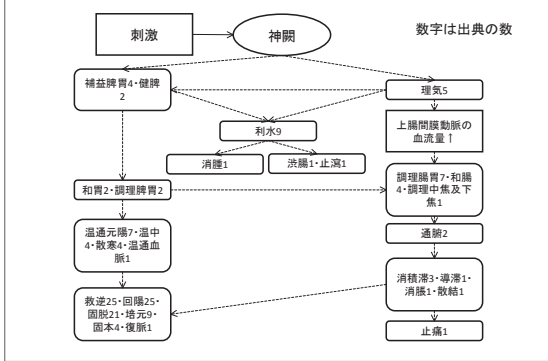 刺激
神闕
数字は出典の数
補益脾胃4・健脾
2
理気5
利水9
上腸間膜動脈の
血流量↑
消腫1
渋腸1・止瀉1
和胃2・調理脾胃2
調理腸胃7・和腸
4・調理中焦及下
焦1
温通元陽7・温中
4・散寒4・温通血
脈1
通腑2
救逆25・回陽25・
固脱21・培元9・
固本4・復脈1
消積滞3・導滞1・
消脹1・散結1
止痛1